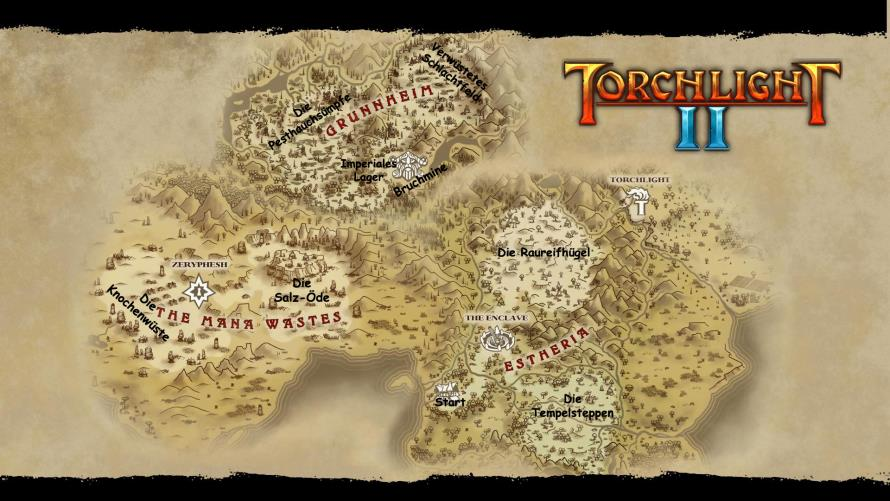 TORCHLIGHT
II
Verwüstetes
Schlachtfeld
Die
Pesthauchsümpfe
GRUNNHEIM
Imperiales
Lager
Bruchmine
TORCHLIGHT
T
Die Raureifhügel
ZERYPHESH
Die
Salz-Öde
Die
Knochenwüste
THE MANA WASTES
THE ENCLAVE
ESTHERIA
Start
Die
Tempelsteppen